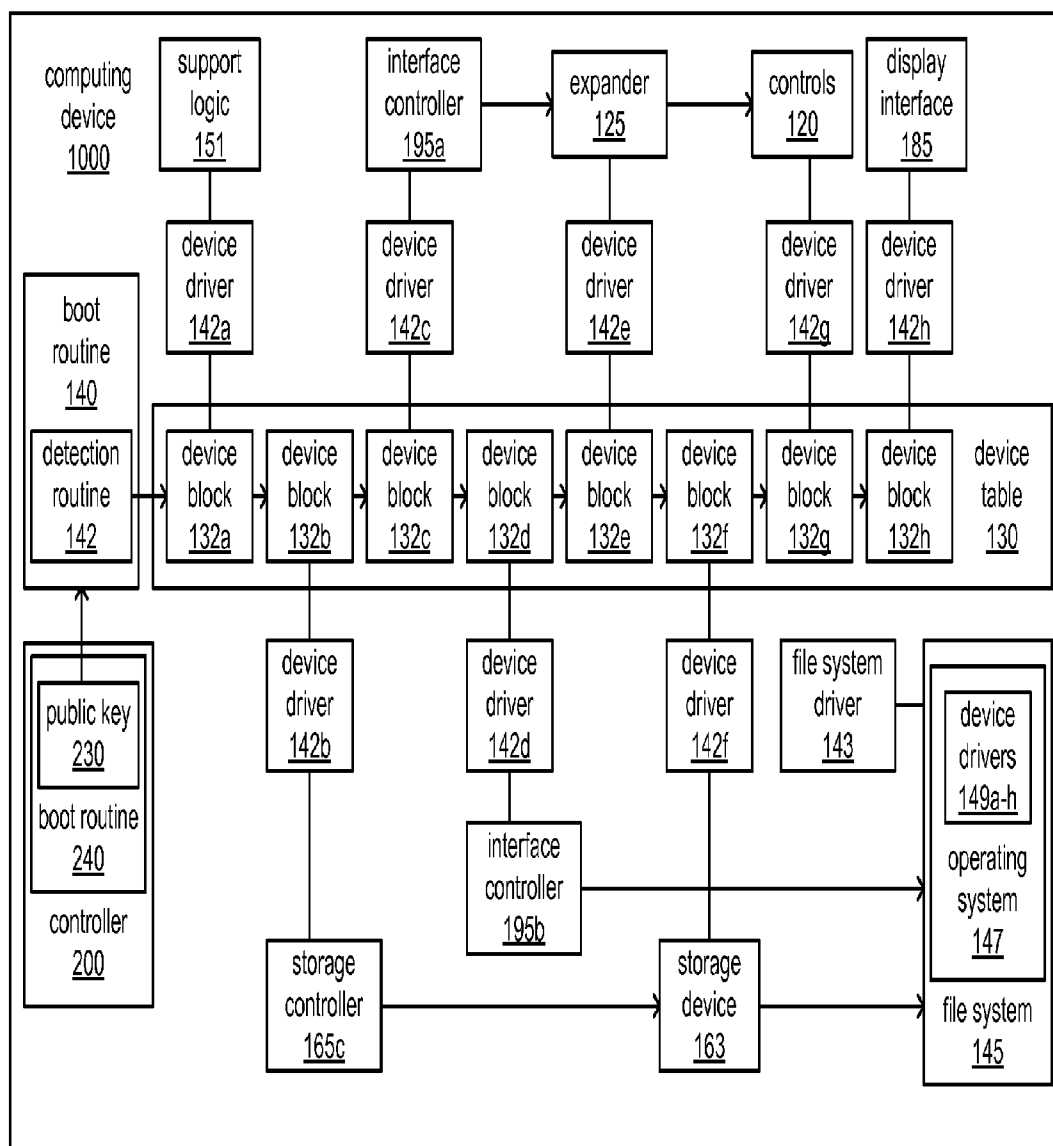 computing
device
1000
support
logic
151
interface
controller
195a
expander
125
controls
120
display
interface
185
device
driver
142a
device
driver
142c
device
driver
142e
device
driver
142g
device
driver
142h
boot
routine
140
detection
routine
142
device
block
132a
device
block
132b
device
block
132c
device
block
132d
device
block
132e
device
block
132f
device
block
132g
device
block
132h
device
table
130
public key
230
boot routine
240
controller
200
device
driver
142b
device
driver
142d
device
driver
142f
file system
driver
143
interface
controller
195b
storage
controller
165c
storage
device
163
device
drivers
149a-h
operating
system
147
file system
145